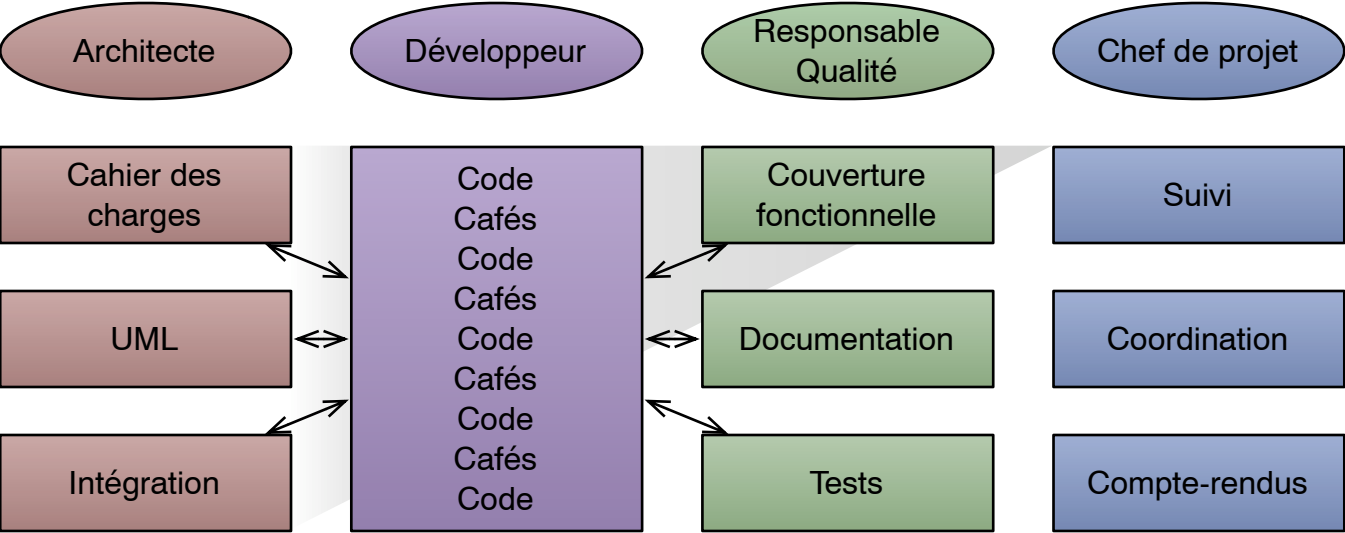 Architecte
Développeur
Responsable
Qualité
Chef de projet
Cahier des
charges
UML
Intégration
Code
Cafés
Code
Cafés
Code
Cafés
Code
Cafés
Code
Couverture
fonctionnelle
Documentation
Tests
Suivi
Coordination
Compte-rendus